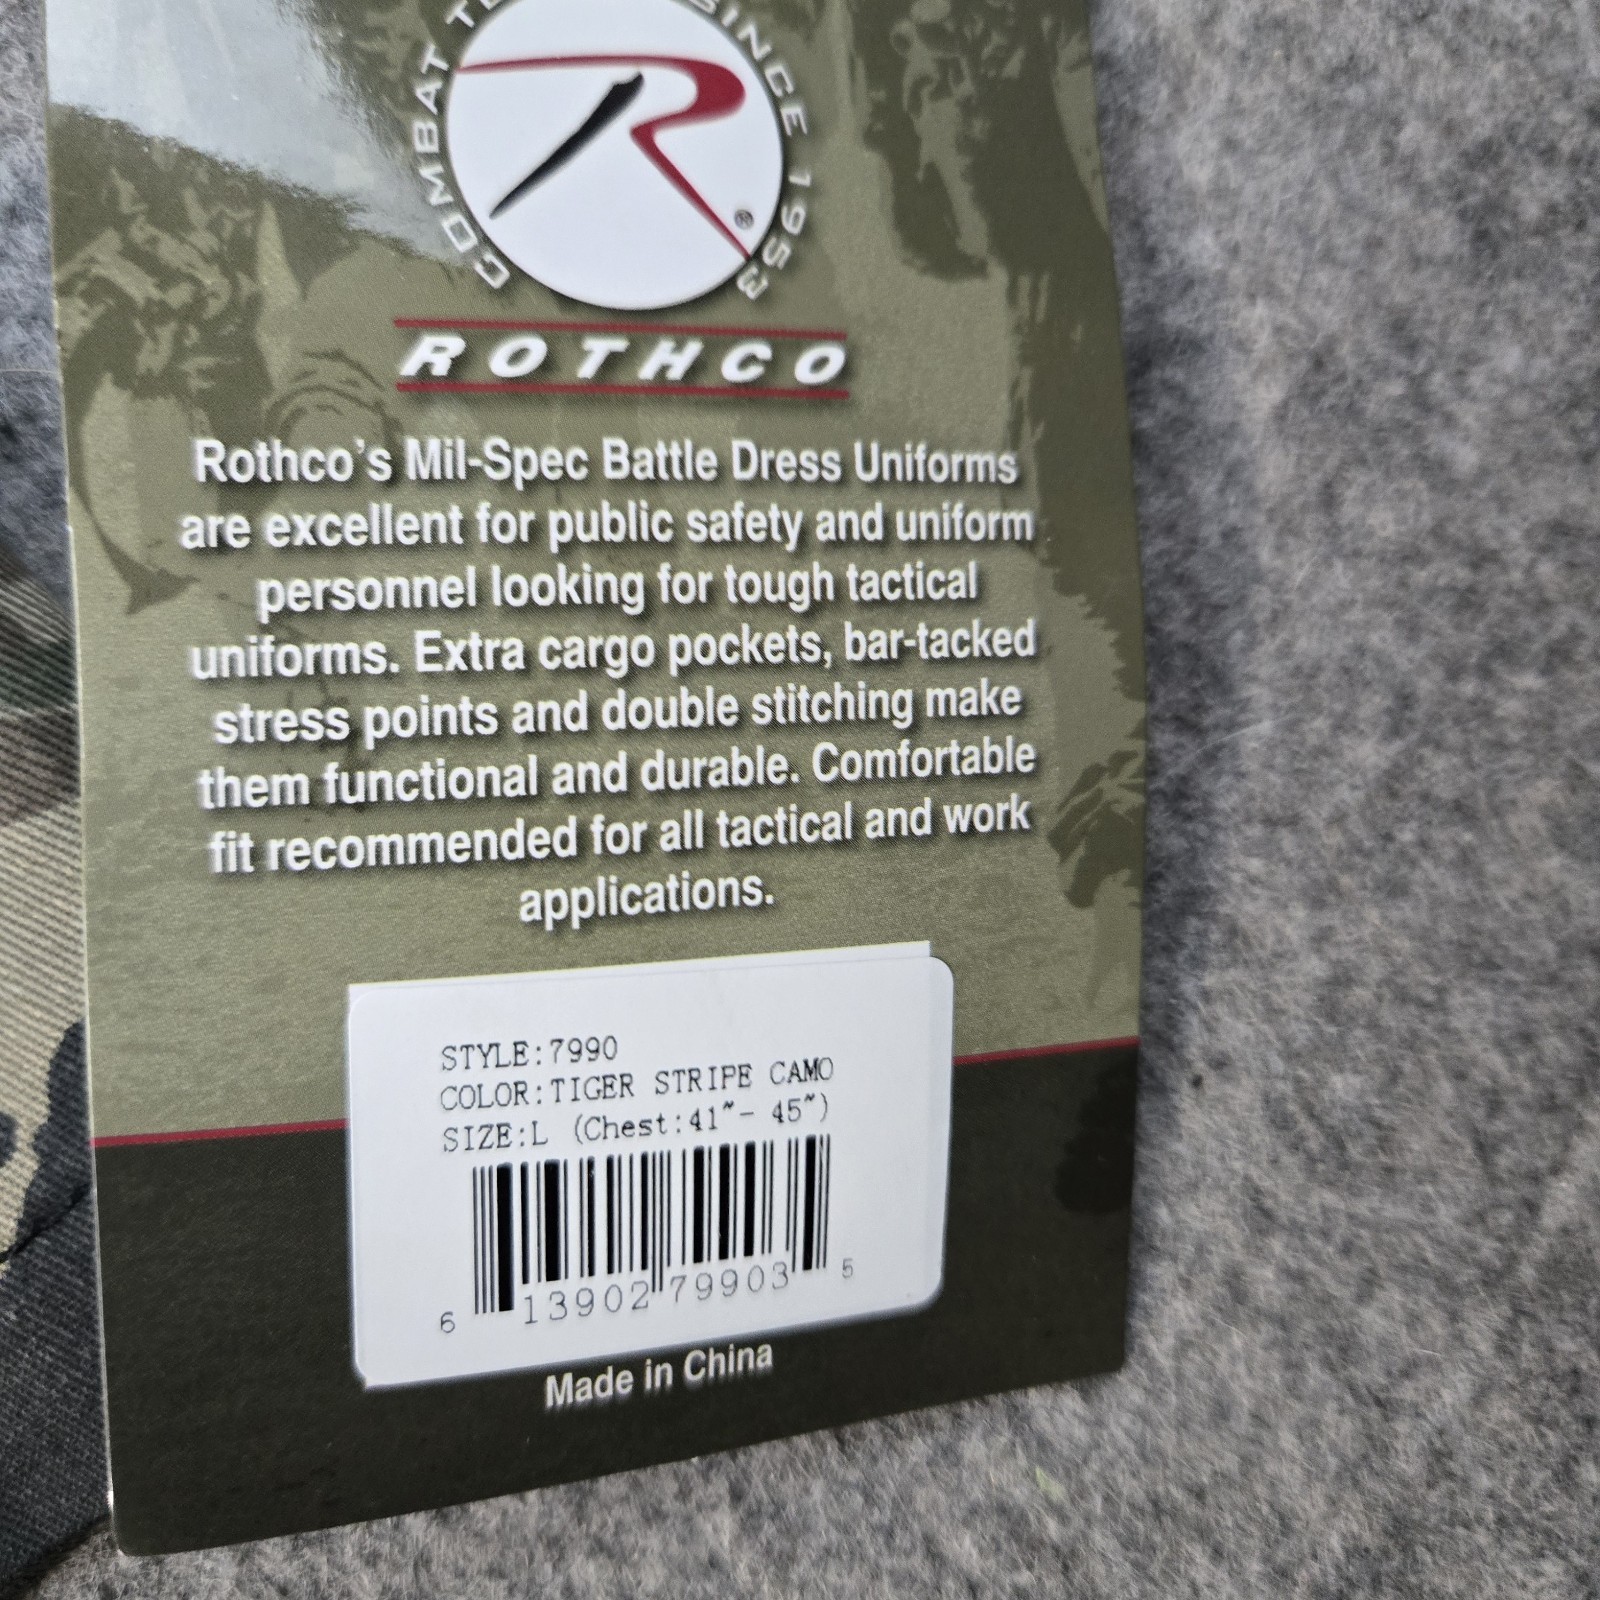 COMBAT SINCE 1953
R®
ROTHCO
Rothco's Mil-Spec Battle Dress Uniforms
are excellent for public safety and uniform
personnel looking for tough tactical
uniforms. Extra cargo pockets, bar-tacked
stress points and double stitching make
them functional and durable. Comfortable
fit recommended for all tactical and work
applications.
STYLE:7990
COLOR:TIGER STRIPE CAMO
SIZE:L (Chest:41"- 45")
6 13902 79903 5
Made in China